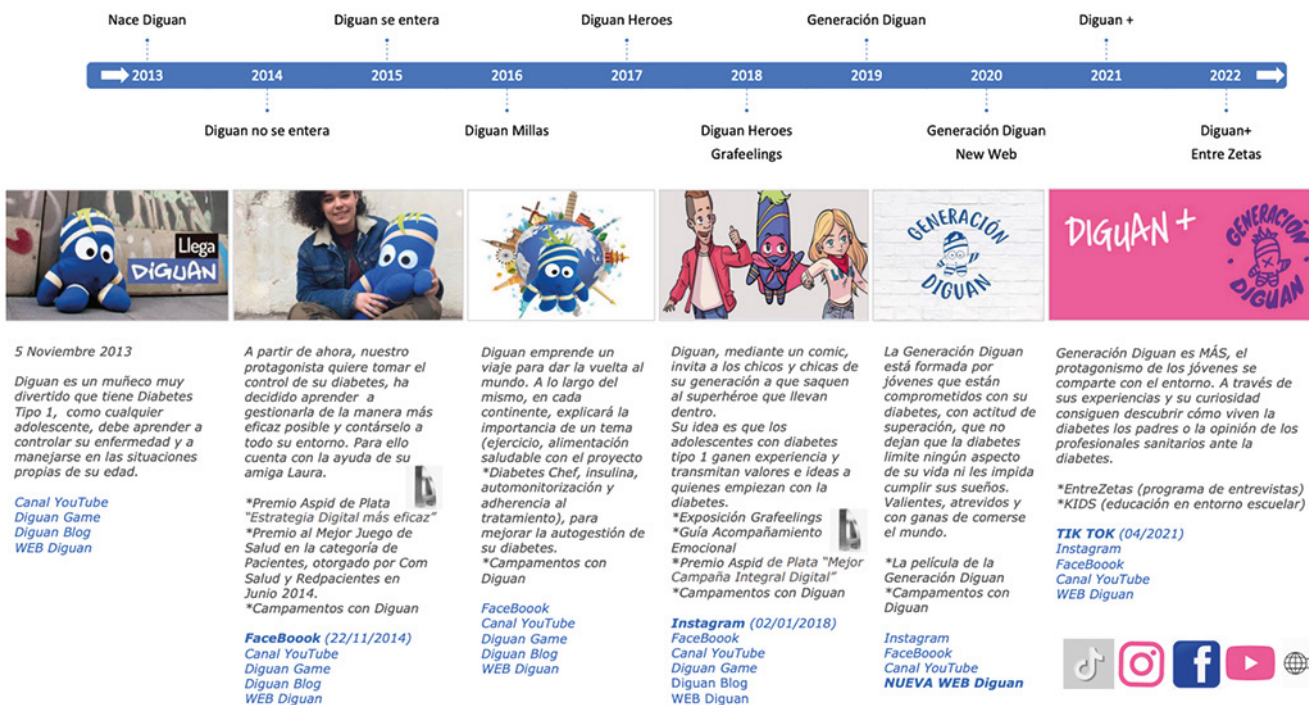 Nace Diguan
Diguan se entera
Diguan Heroes
Generación Diguan
Diguan +
2013
2014
2015
2016
2017
2018
2019
2020
2021
2022
Diguan no se entera
Diguan Millas
Diguan Heroes
Grafeelings
Generación Diguan
New Web
Diguan+
Entre Zetas
Llega
DiGUAN
5 Noviembre 2013
Diguan es un muñeco muy
divertido que tiene Diabetes
Tipo 1, como cualquier
adolescente, debe aprender a
controlar su enfermedad y a
manejarse en las situaciones
propias de su edad.
Canal YouTube
Diguan Game
Diguan Blog
WEB Diguan
A partir de ahora, nuestro
protagonista quiere tomar el
control de su diabetes, ha
decidido aprender a
gestionarla de la manera más
eficaz posible y contárselo a
todo su entorno. Para ello
cuenta con la ayuda de su
amiga Laura.
*Premio Aspid de Plata
"Estrategia Digital más eficaz"
*Premio al Mejor Juego de
Salud en la categoría de
Pacientes, otorgado por Com
Salud y Redpacientes en
Junio 2014.
*Campamentos con Diguan
FaceBoook (22/11/2014)
Canal YouTube
Diguan Game
Diguan Blog
WEB Diguan
Diguan emprende un
viaje para dar la vuelta al
mundo. A lo largo del
mismo, en cada
continente, explicará la
importancia de un tema
(ejercicio, alimentación
saludable con el proyecto
*Diabetes Chef, insulina,
automonitorización y
adherencia al
tratamiento), para
mejorar la autogestión de
su diabetes.
*Campamentos con
Diguan
FaceBoook
Canal YouTube
Diguan Game
Diguan Blog
WEB Diguan
Diguan, mediante un comic,
invita a los chicos y chicas de
su generación a que saquen
al superhéroe que llevan
dentro.
Su idea es que los
adolescentes con diabetes
tipo 1 ganen experiencia y
transmitan valores e ideas a
quienes empiezan con la
diabetes.
*Exposición Grafeelings
*Guía Acompañamiento
Emocional
*Premio Aspid de Plata "Mejor
Campaña Integral Digital"
*Campamentos con Diguan
Instagram (02/01/2018)
FaceBoook
Canal YouTube
Diguan Game
Diguan Blog
WEB Diguan
GENERACIÓN
DIGUAN
La Generación Diguan
está formada por
jóvenes que están
comprometidos con su
diabetes, con actitud de
superación, que no
dejan que la diabetes
limite ningún aspecto
de su vida ni les impida
cumplir sus sueños.
Valientes, atrevidos y
con ganas de comerse
el mundo.
*La película de la
Generación Diguan
*Campamentos con
Diguan
Instagram
FaceBoook
Canal YouTube
NUEVA WEB Diguan
DIGUAN +
GENERACIÓN
DIGUAN
Generación Diguan es MÁS, el
protagonismo de los jóvenes se
comparte con el entorno. A través de
sus experiencias y su curiosidad
consiguen descubrir cómo viven la
diabetes los padres o la opinión de los
profesionales sanitarios ante la
diabetes.
*EntreZetas (programa de entrevistas)
*KIDS (educación en entorno escuelar)
TIK TOK (04/2021)
Instagram
FaceBoook
Canal YouTube
WEB Diguan